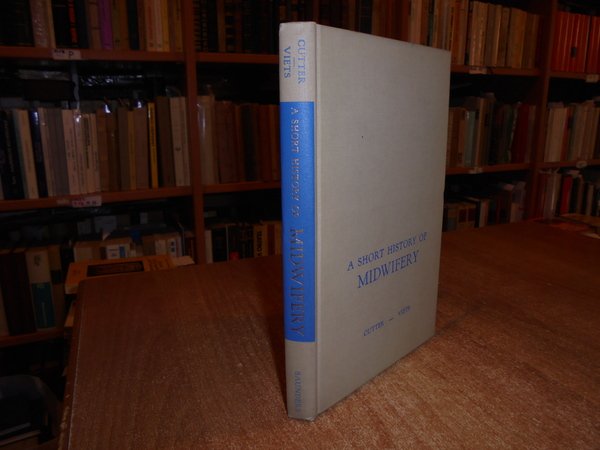 CUTTER
VIETS
A SHORT HISTORY OF MIDWIFERY
SAUNDERS
A SHORT HISTORY OF
MIDWIFERY
CUTTER — VIETS